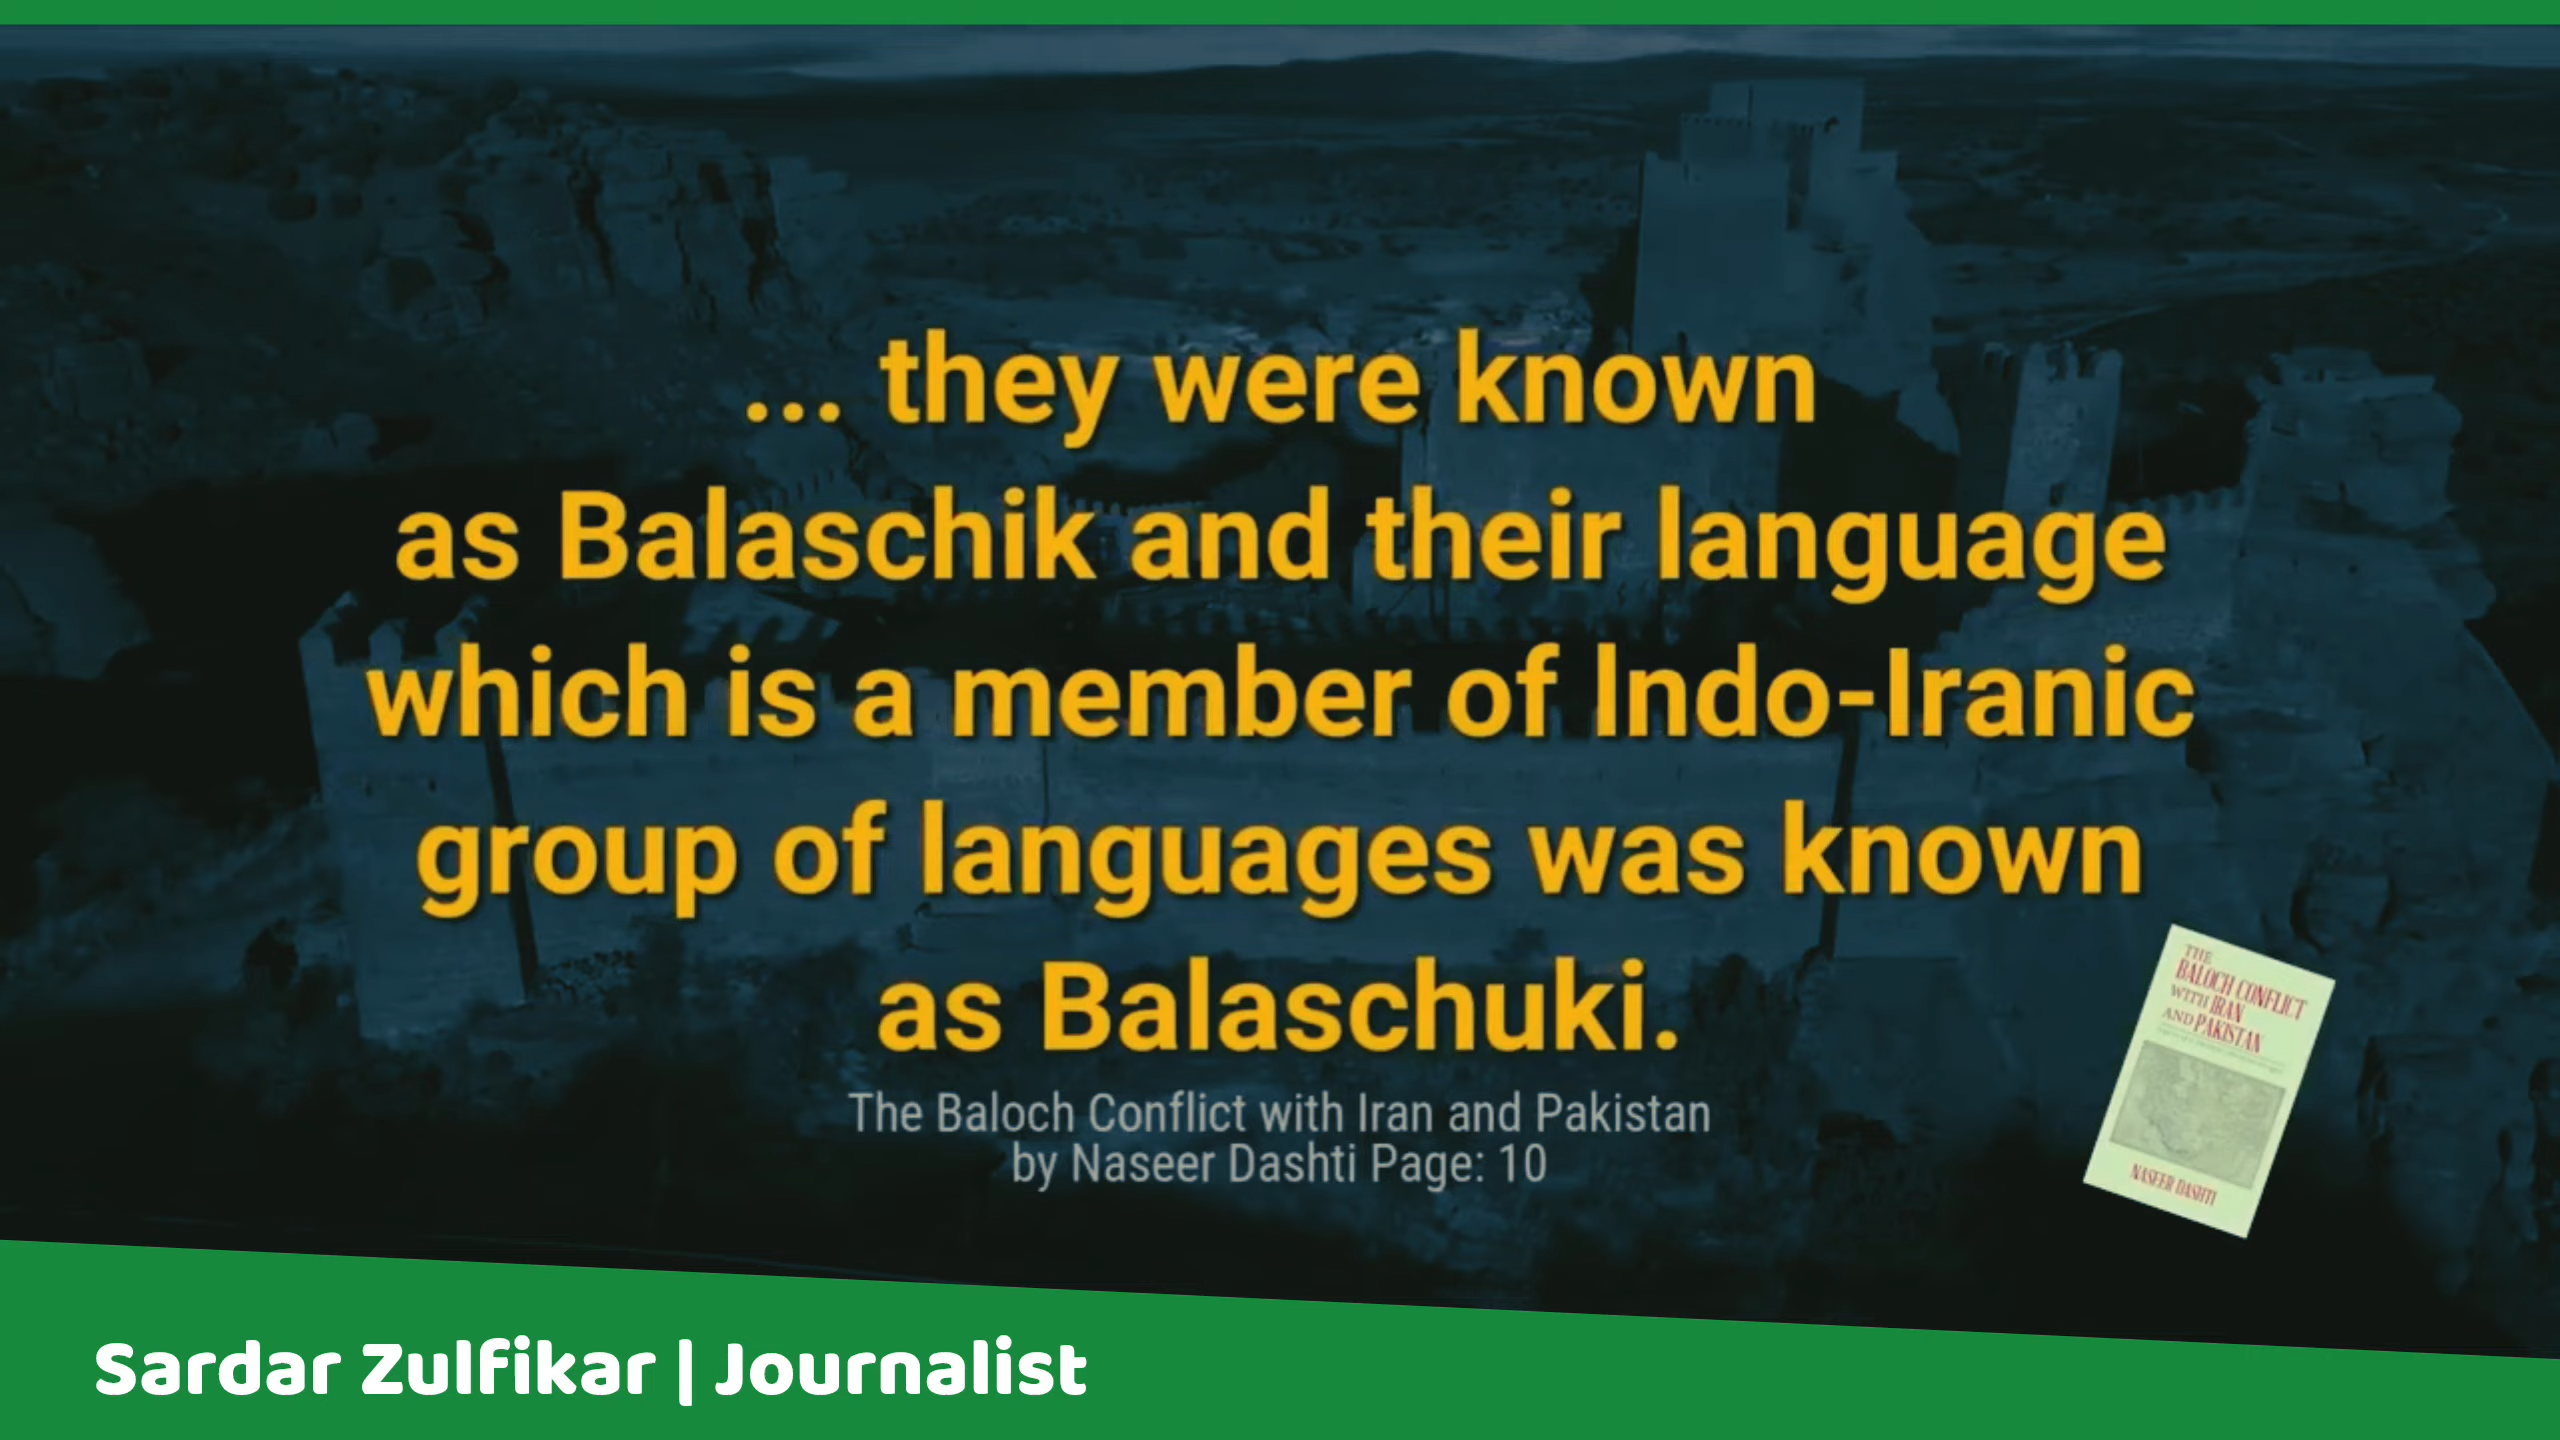 ... they were known
as Balaschik and their language
which is a member of Indo-Iranic
group of languages was known
as Balaschuki.
The Baloch Conflict with Iran and Pakistan
by Naseer Dashti Page: 10
THE
BALOCH CONFLICT
WITH IRAN
AND PAKISTAN
NASEER DASHTI
Sardar Zulfikar | Journalist